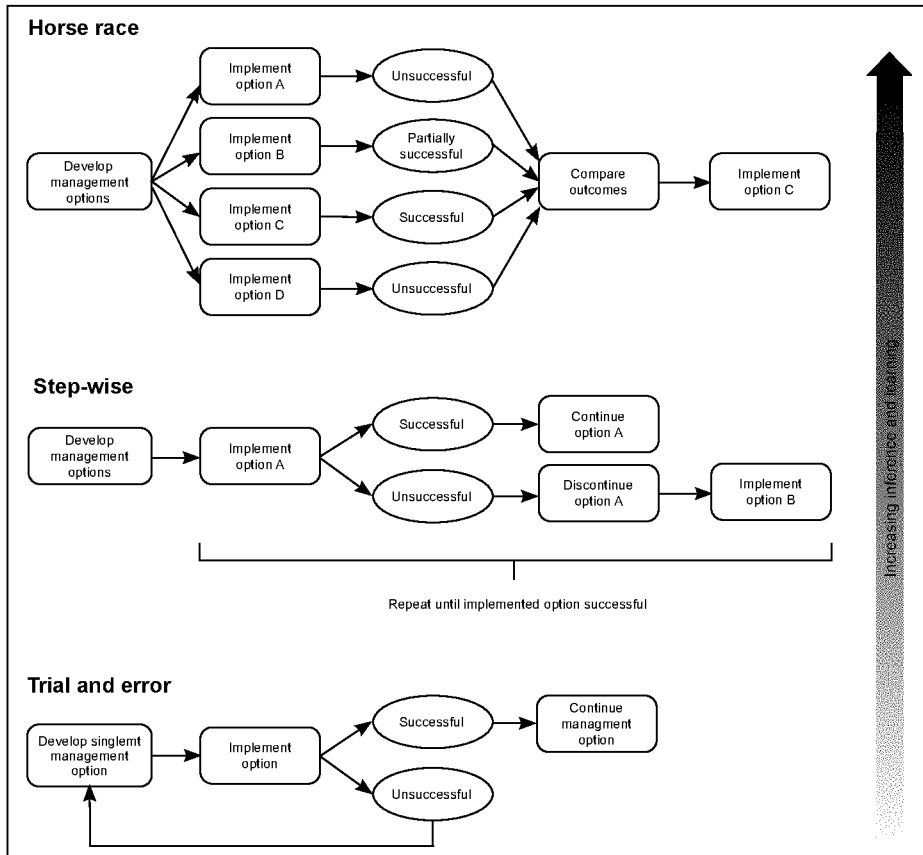 Horse race
Implement
option A
Unsuccessful
Implement
option B
Partially
successful
Develop
management
options
Compare
outcomes
Implement
option C
Implement
option C
Successful
Implement
option D
Unsuccessful
Step-wise
Develop
management
options
Implement
option A
Successful
Continue
option A
Unsuccessful
Discontinue
option A
Implement
option B
Repeat until implemented option successful
Trial and error
Develop singlemt
management
option
Implement
option
Successful
Continue
managment
option
Unsuccessful
Increasing inference and learning